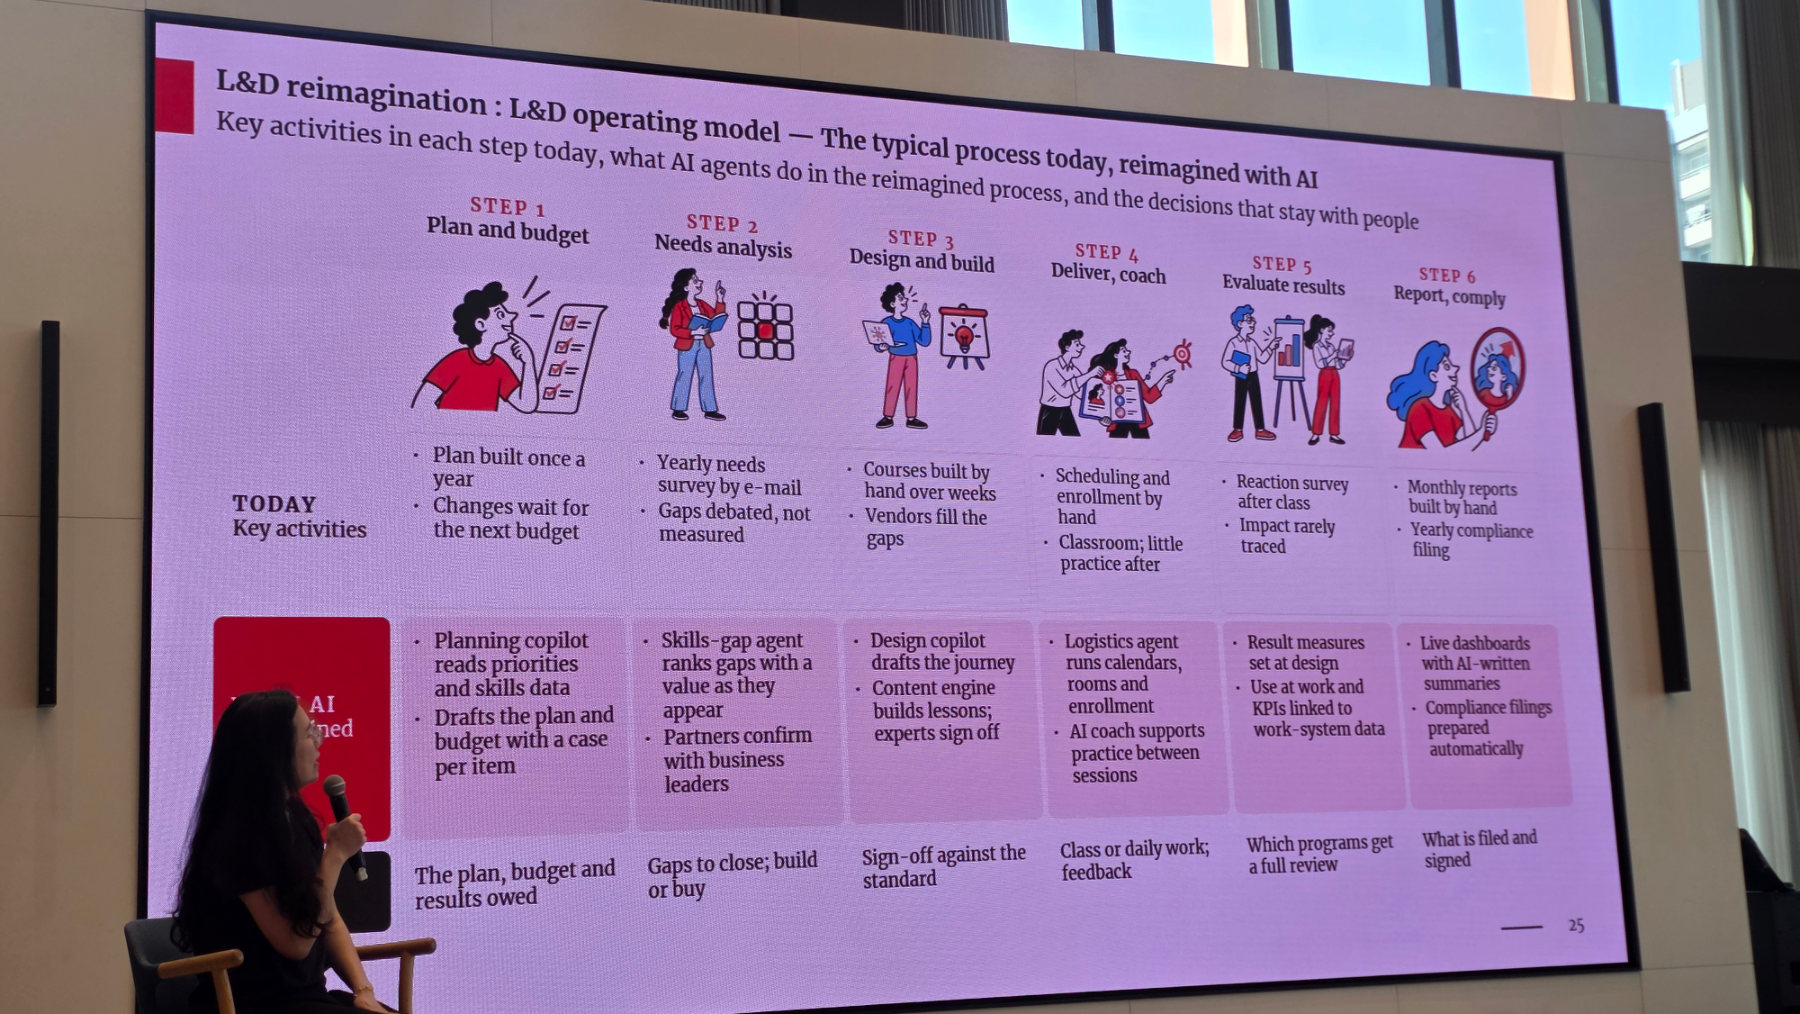 L&D reimagination : L&D operating model — The typical process today, reimagined with AI
Key activities in each step today, what AI agents do in the reimagined process, and the decisions that stay with people
STEP 1
Plan and budget
STEP 2
Needs analysis
STEP 3
Design and build
STEP 4
Deliver, coach
STEP 5
Evaluate results
STEP 6
Report, comply
TODAY
Key activities
· Plan built once a
year
· Changes wait for
the next budget
· Yearly needs
survey by e-mail
· Gaps debated, not
measured
· Courses built by
hand over weeks
· Vendors fill the
gaps
· Scheduling and
enrollment by
hand
· Classroom; little
practice after
· Reaction survey
after class
· Impact rarely
traced
· Monthly reports
built by hand
· Yearly compliance
filing
AI
· Planning copilot
reads priorities
and skills data
· Drafts the plan and
budget with a case
per item
· Skills-gap agent
ranks gaps with a
value as they
appear
· Partners confirm
with business
leaders
· Design copilot
drafts the journey
· Content engine
builds lessons;
experts sign off
· Logistics agent
runs calendars,
rooms and
enrollment
· AI coach supports
practice between
sessions
· Result measures
set at design
· Use at work and
KPIs linked to
work-system data
· Live dashboards
with AI-written
summaries
· Compliance filings
prepared
automatically
The plan, budget and
results owed
Gaps to close; build
or buy
Sign-off against the
standard
Class or daily work;
feedback
Which programs get
a full review
What is filed and
signed
25